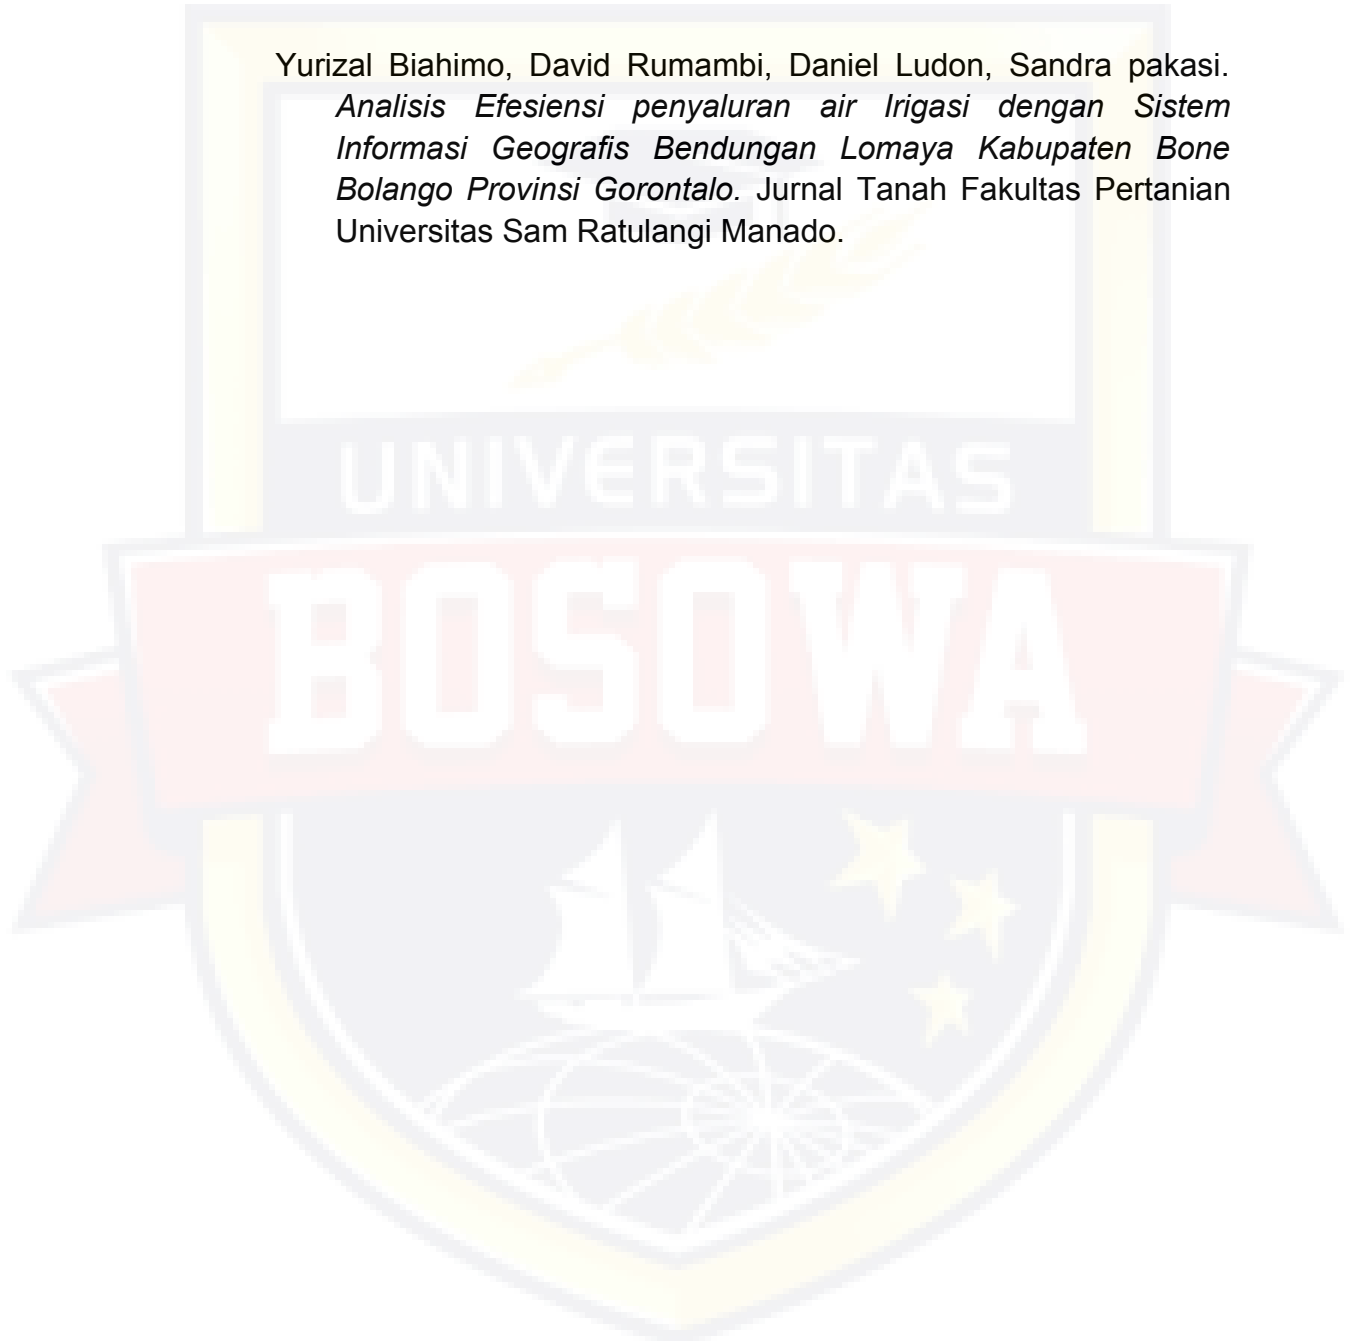 Yurizal Biahimo, David Rumambi, Daniel Ludon, Sandra pakasi.
Analisis Efesiensi penyaluran air Irigasi dengan Sistem
Informasi Geografis Bendungan Lomaya Kabupaten Bone
Bolango Provinsi Gorontalo. Jurnal Tanah Fakultas Pertanian
Universitas Sam Ratulangi Manado.
UNIVERSITAS
BOSOWA